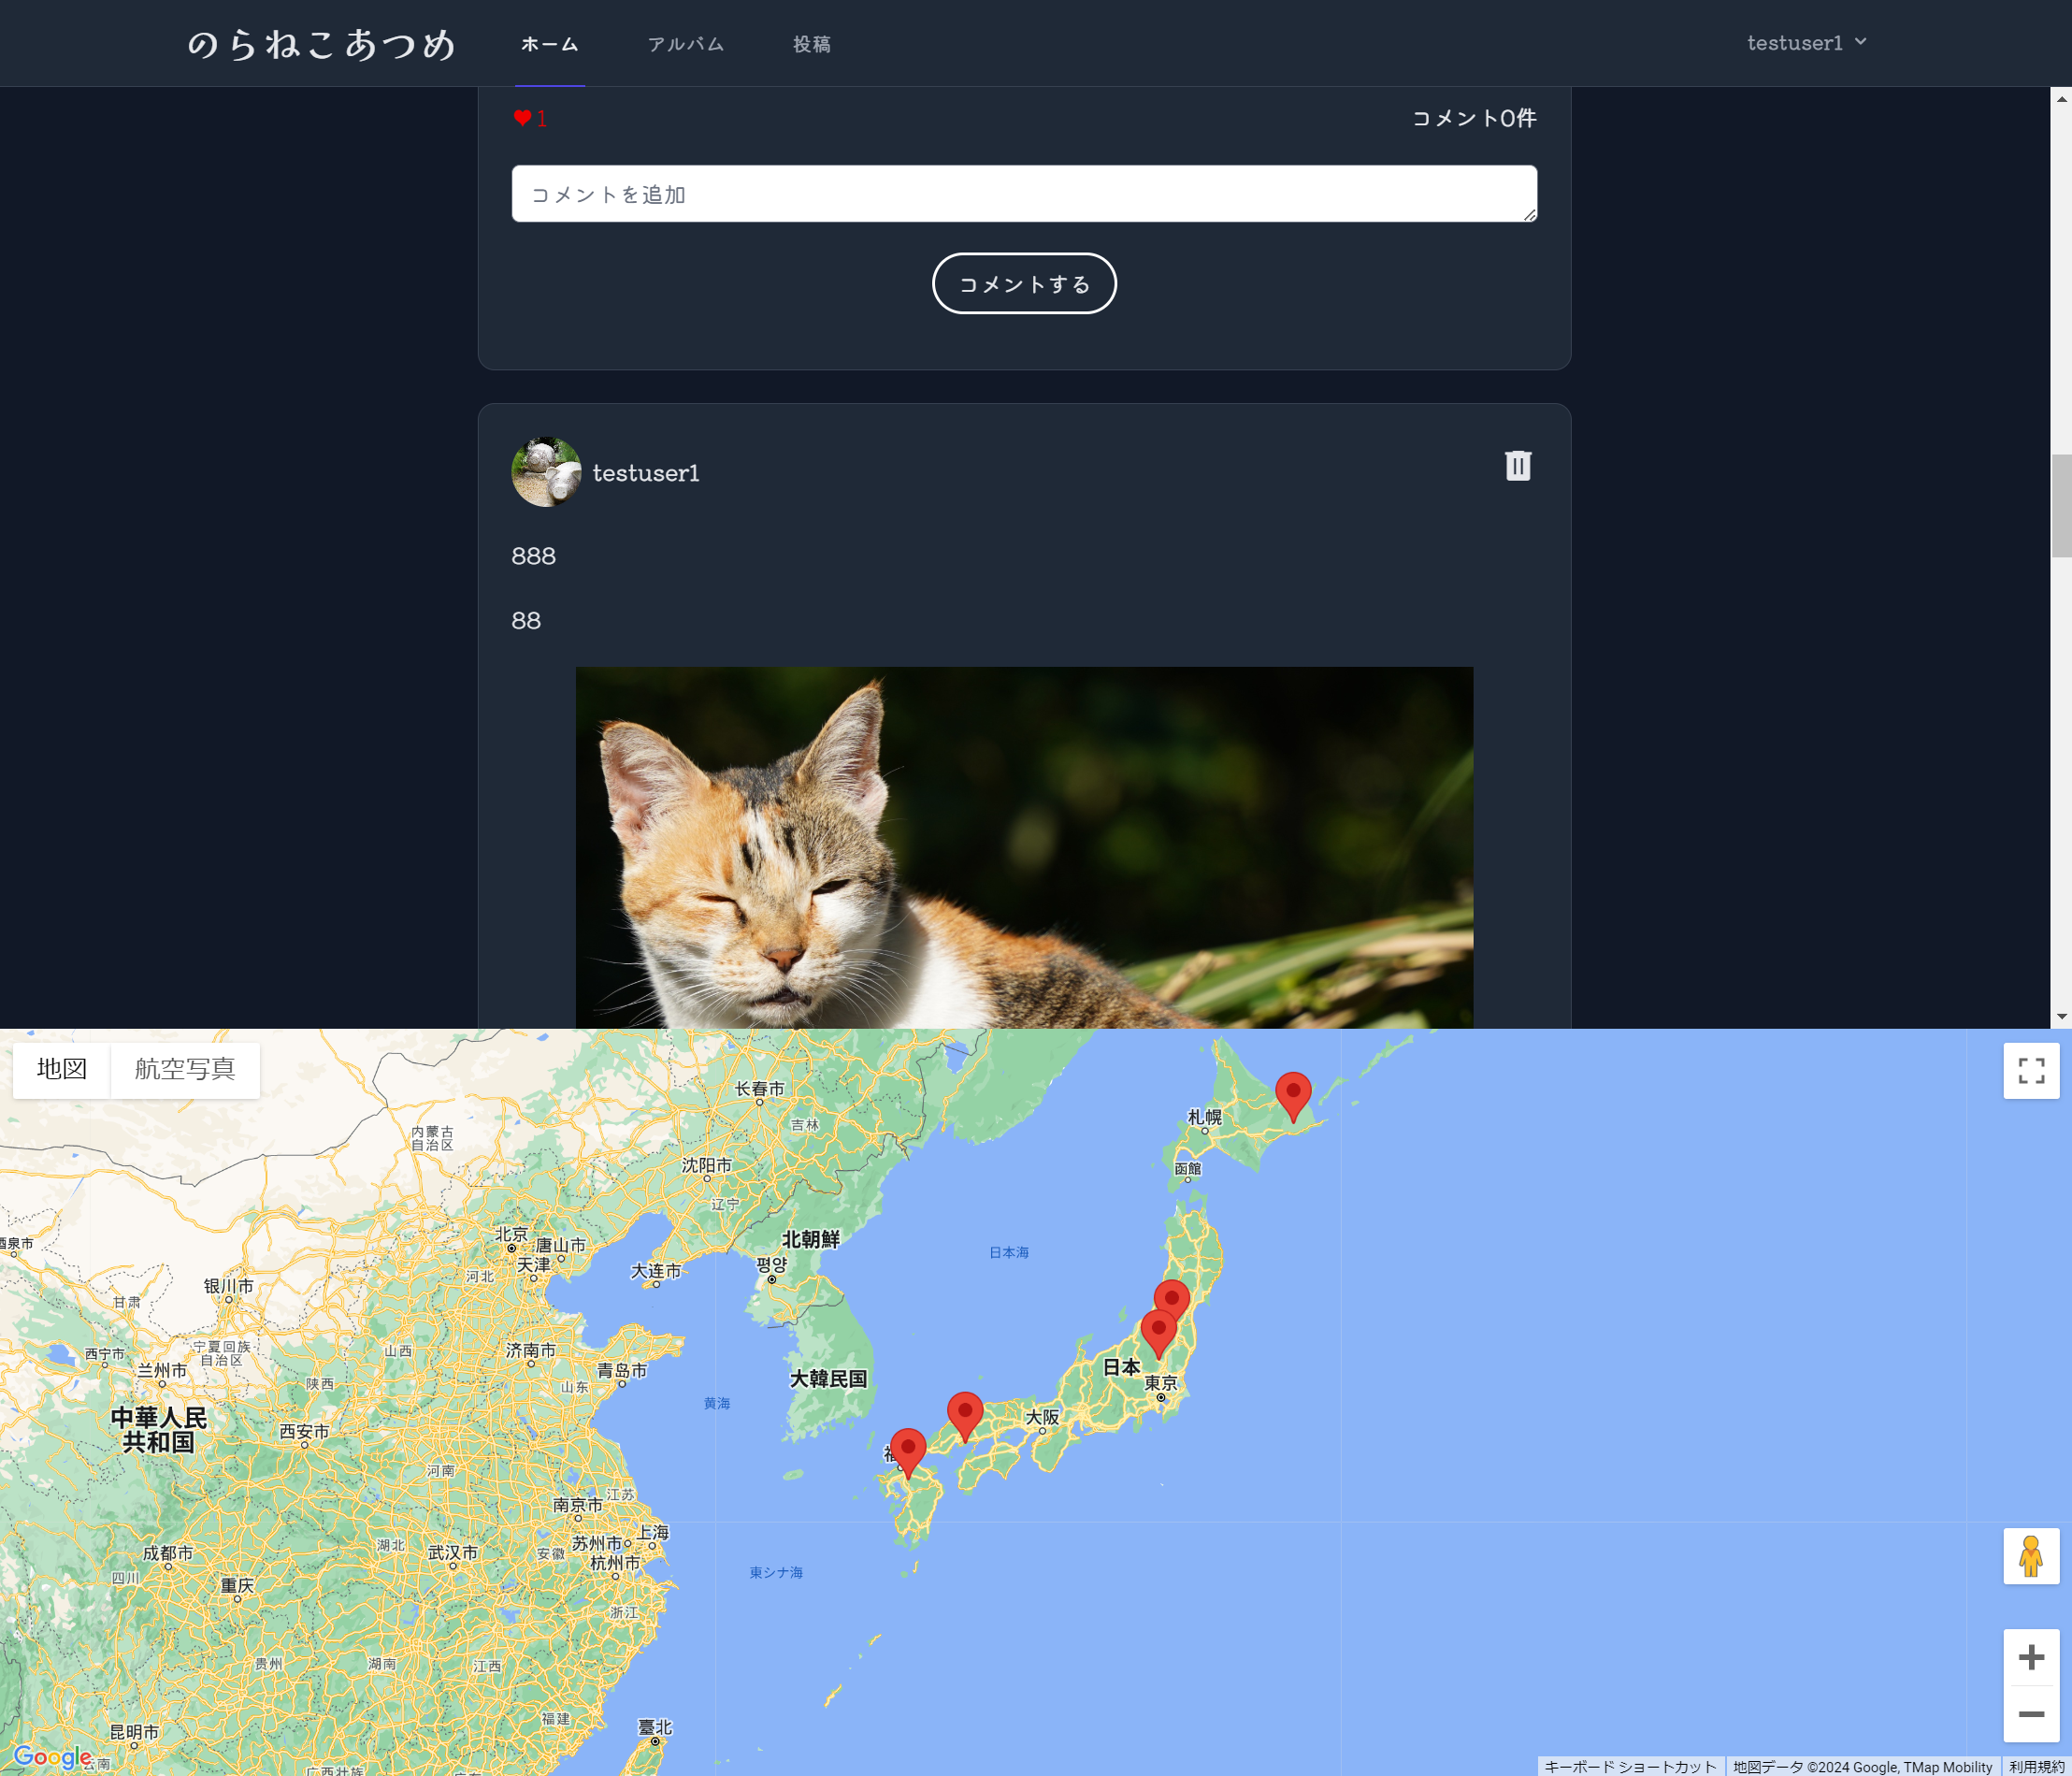 のらねこあつめ
ホーム
アルバム
投稿
testuser1
1
コメント0件
コメントを追加
コメントする
testuser1
888
88
地図
航空写真
长春市
吉林
内蒙古
自治区
札幌
沈阳市
函館
辽宁
北京
唐山市
北朝鮮
酒泉市
日本海
天津
河北
大连市
평양
银川市
甘肃
宁夏回族
自治区
山西
济南市
西宁市
兰州市
青岛市
大韓民国
日本
东京
陕西
山东
黄海
中華人民
共和国
大阪
西安市
河南
江苏
南京市
上海
苏州市
湖北
武汉市
安徽
成都市
杭州市
四川
東シナ海
重庆
浙江
贵州
湖南
江西
福建
臺北
昆明市
Google
云南
广西壮族
キーボード ショートカット
地図データ ©2024 Google, TMap Mobility
利用規約